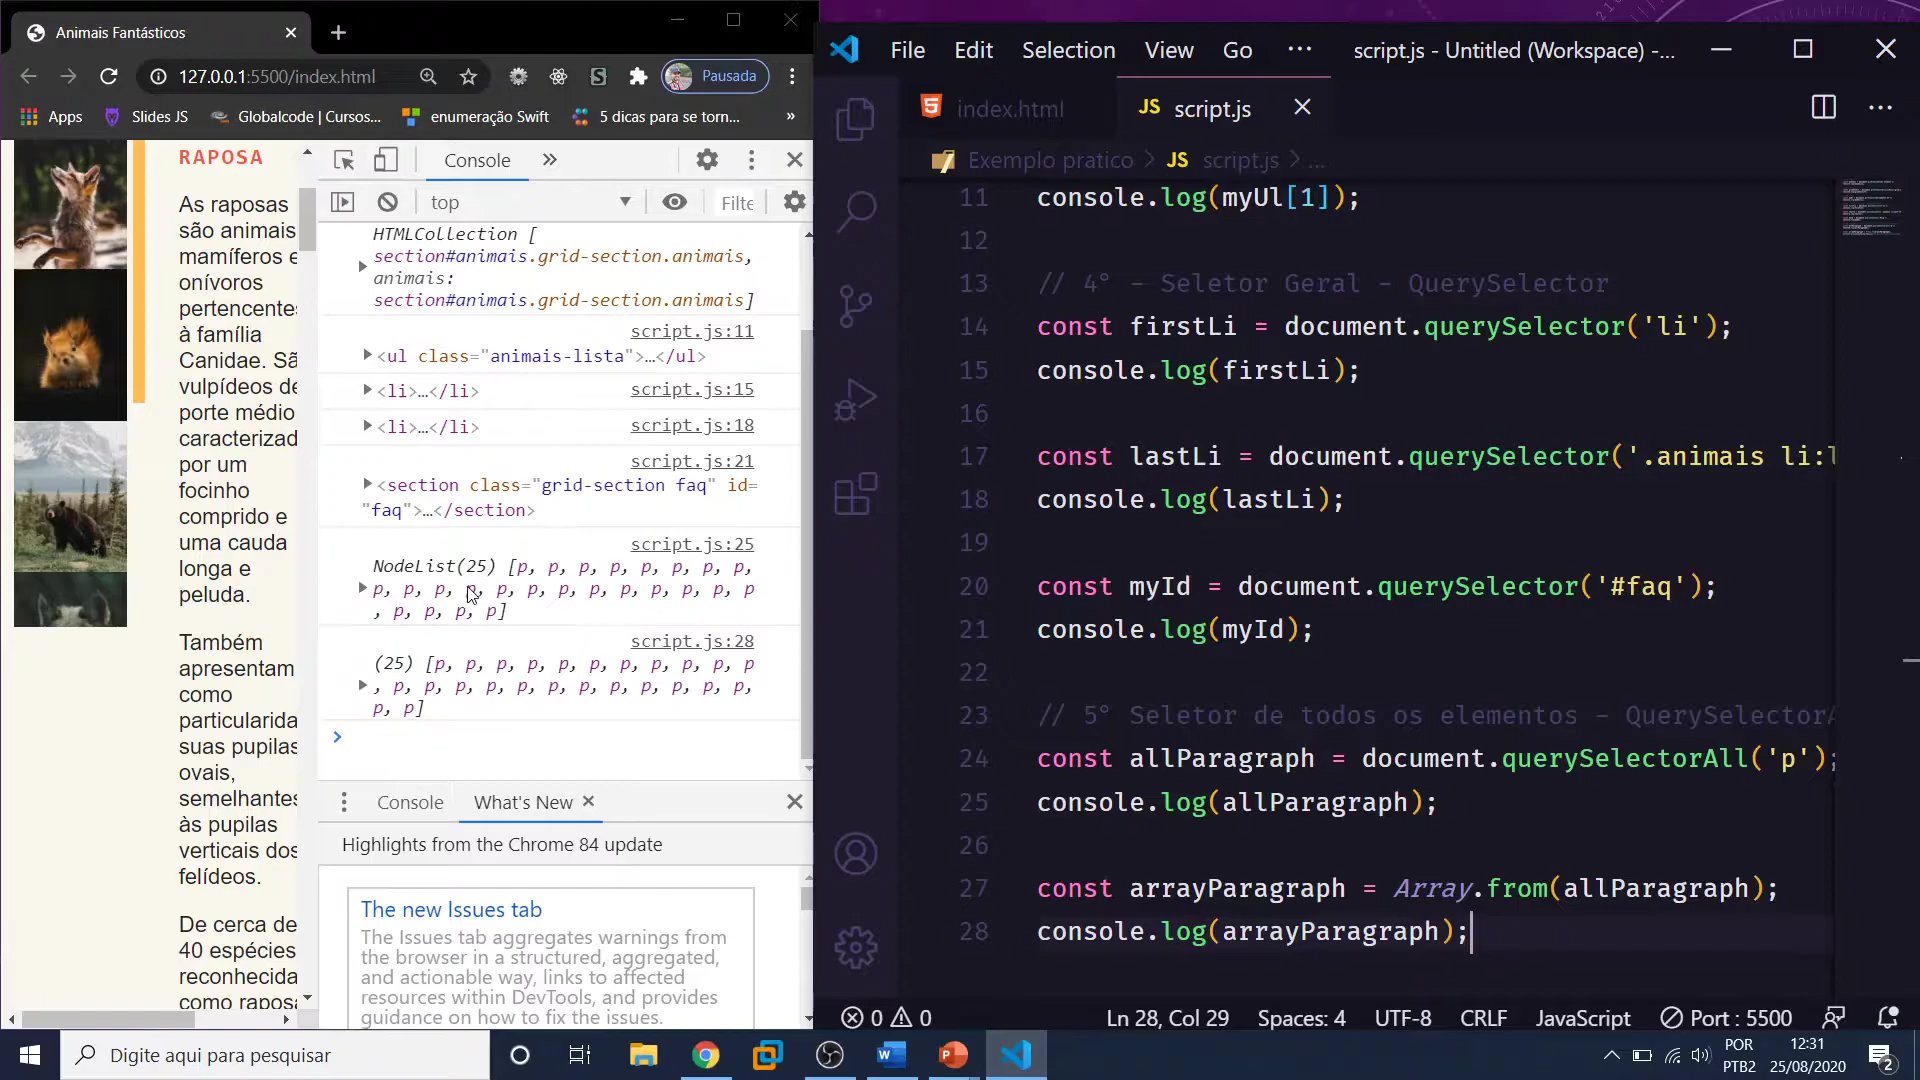 Animais Fantásticos
127.0.0.1:5500/index.html
Pausada
Apps
Slides JS
Globalcode | Cursos...
enumeração Swift
5 dicas para se torn...
»
RAPOSA
As raposas
são animais
mamíferos e
onívoros
pertencentes
à família
Canidae. Sã
vulpídeos de
porte médio
caracterizad
por um
focinho
comprido e
uma cauda
longa e
peluda.
Também
apresentam
como
particularida
suas pupilas
ovais,
semelhantes
às pupilas
verticais dos
felídeos.
De cerca de
40 espécies
reconhecida
como raposa
Console
»
top
Filte
HTMLCollection [
section#animais.grid-section.animais,
animais:
section#animais.grid-section.animais]
script.js:11
<ul class="animais-lista">…</ul>
<li>…</li>
script.js:15
<li>…</li>
script.js:18
script.js:21
<section class="grid-section faq" id=
"faq">…</section>
script.js:25
NodeList(25) [p, p, p, p, p, p, p, p,
p, p, p, p, p, p, p, p, p, p, p, p, p
, p, p, p, p]
script.js:28
(25) [p, p, p, p, p, p, p, p, p, p, p
, p, p, p, p, p, p, p, p, p, p, p, p,
p, p]
>
Console
What's New
Highlights from the Chrome 84 update
The new Issues tab
The Issues tab aggregates warnings from
the browser in a structured, aggregated,
and actionable way, links to affected
resources within DevTools, and provides
guidance on how to fix the issues.
File Edit Selection View Go ··· script.js - Untitled (Workspace) -...
index.html
JS script.js
Exemplo pratico > JS script.js > ...
11 console.log(myUl[1]);
12
13 // 4° - Seletor Geral - QuerySelector
14 const firstLi = document.querySelector('li');
15 console.log(firstLi);
16
17 const lastLi = document.querySelector('.animais li:l
18 console.log(lastLi);
19
20 const myId = document.querySelector('#faq');
21 console.log(myId);
22
23 // 5° Seletor de todos os elementos - QuerySelectorA
24 const allParagraph = document.querySelectorAll('p');
25 console.log(allParagraph);
26
27 const arrayParagraph = Array.from(allParagraph);
28 console.log(arrayParagraph);
0 0 Ln 28, Col 29 Spaces: 4 UTF-8 CRLF JavaScript Port : 5500
Digite aqui para pesquisar
POR
PTB2
12:31
25/08/2020
2